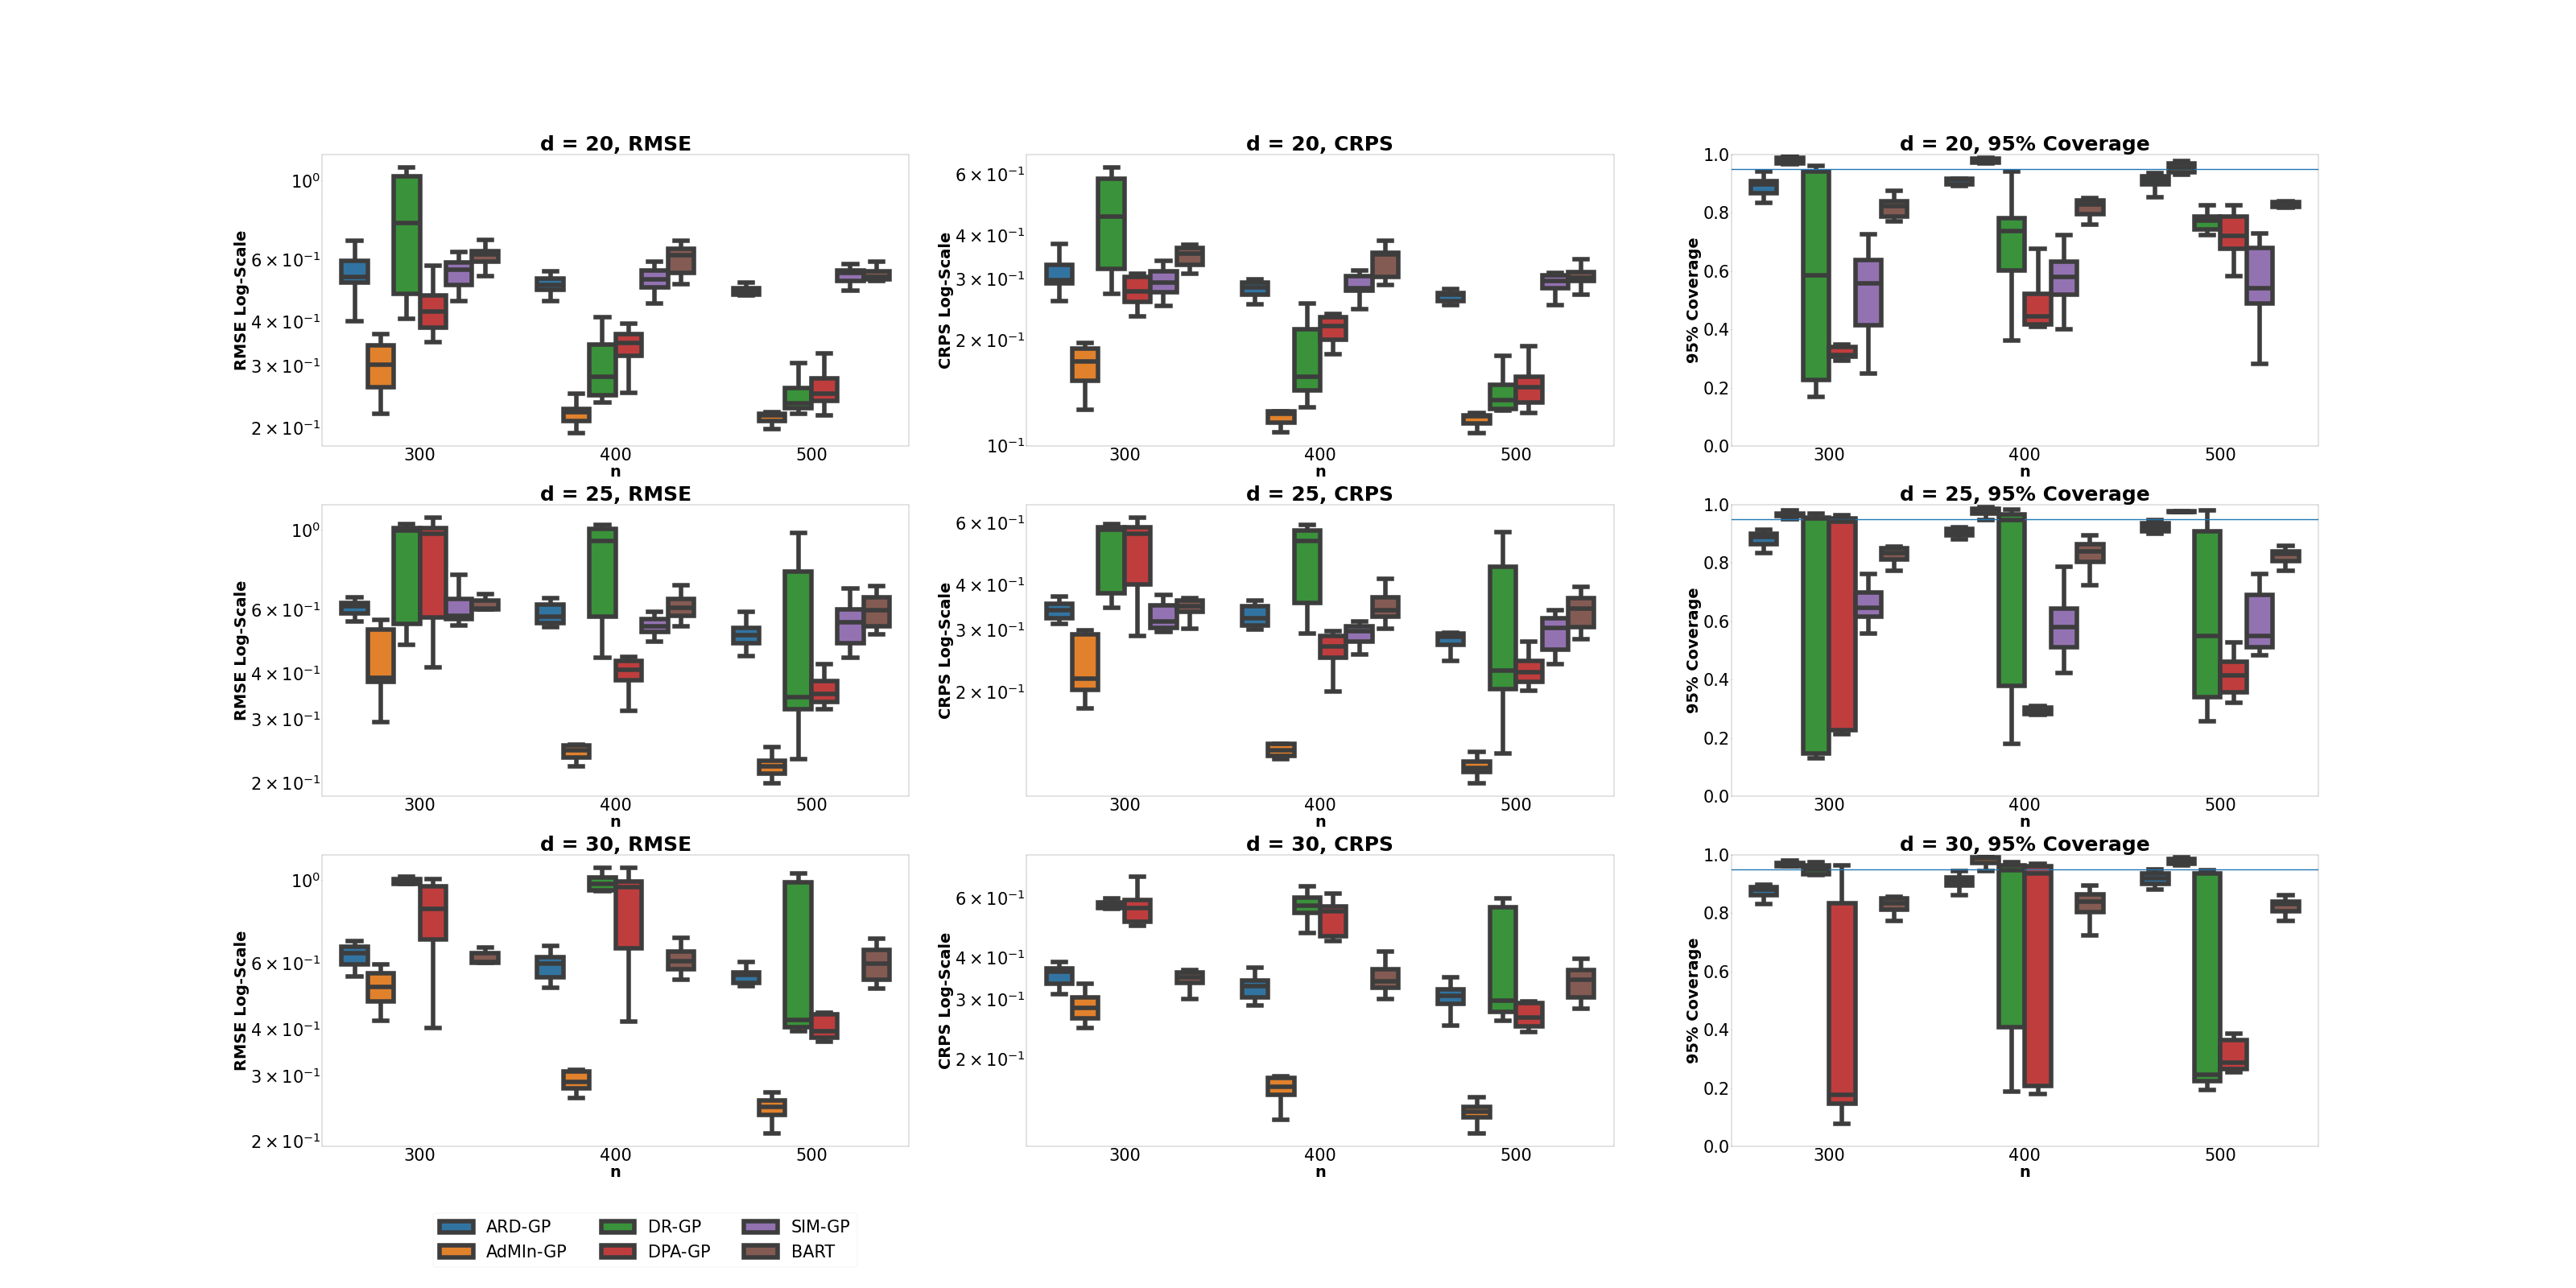 d = 20, RMSE
RMSE Log-Scale
10⁰
6 × 10⁻¹
4 × 10⁻¹
3 × 10⁻¹
2 × 10⁻¹
300 400 500
n
d = 20, CRPS
CRPS Log-Scale
6 × 10⁻¹
4 × 10⁻¹
3 × 10⁻¹
2 × 10⁻¹
10⁻¹
300 400 500
n
d = 20, 95% Coverage
95% Coverage
1.0
0.8
0.6
0.4
0.2
0.0
300 400 500
n
d = 25, RMSE
RMSE Log-Scale
10⁰
6 × 10⁻¹
4 × 10⁻¹
3 × 10⁻¹
2 × 10⁻¹
300 400 500
n
d = 25, CRPS
CRPS Log-Scale
6 × 10⁻¹
4 × 10⁻¹
3 × 10⁻¹
2 × 10⁻¹
300 400 500
n
d = 25, 95% Coverage
95% Coverage
1.0
0.8
0.6
0.4
0.2
0.0
300 400 500
n
d = 30, RMSE
RMSE Log-Scale
10⁰
6 × 10⁻¹
4 × 10⁻¹
3 × 10⁻¹
2 × 10⁻¹
300 400 500
n
d = 30, CRPS
CRPS Log-Scale
6 × 10⁻¹
4 × 10⁻¹
3 × 10⁻¹
2 × 10⁻¹
300 400 500
n
d = 30, 95% Coverage
95% Coverage
1.0
0.8
0.6
0.4
0.2
0.0
300 400 500
n
ARD-GP DR-GP SIM-GP
AdMIn-GP DPA-GP BART